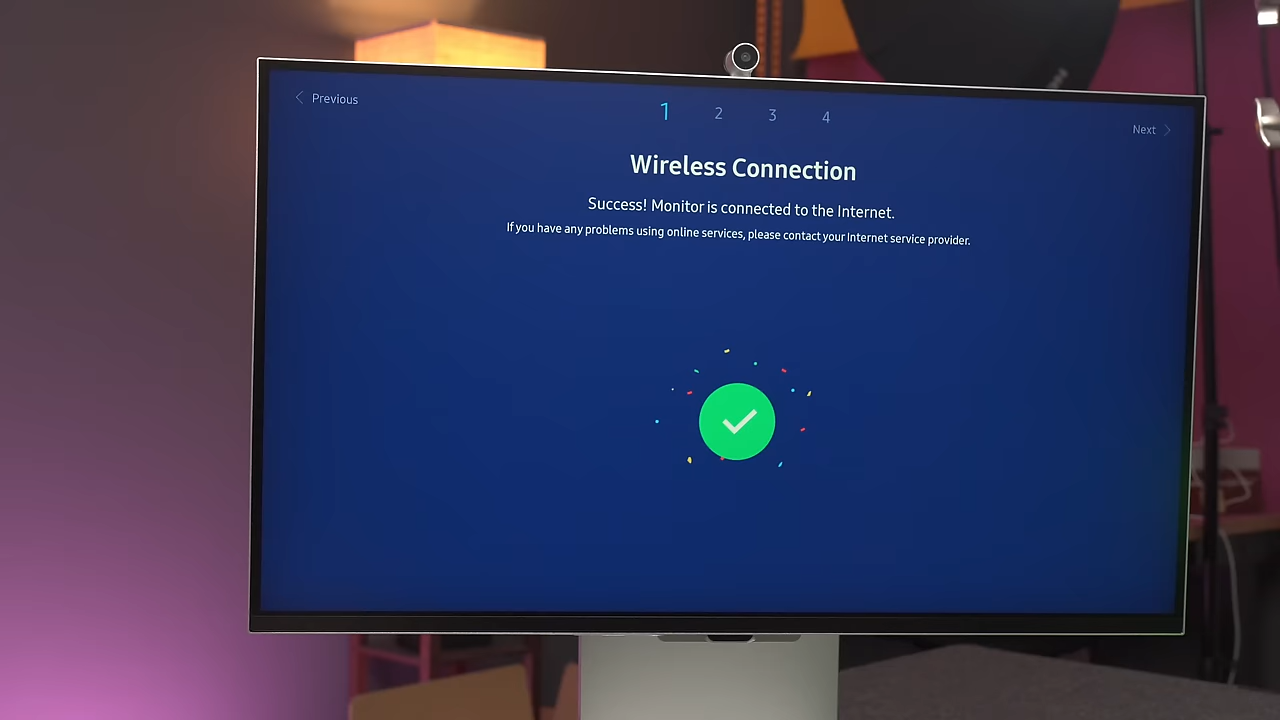 Previous
1 2 3 4
Next
Wireless Connection
Success! Monitor is connected to the Internet.
If you have any problems using online services, please contact your Internet service provider.